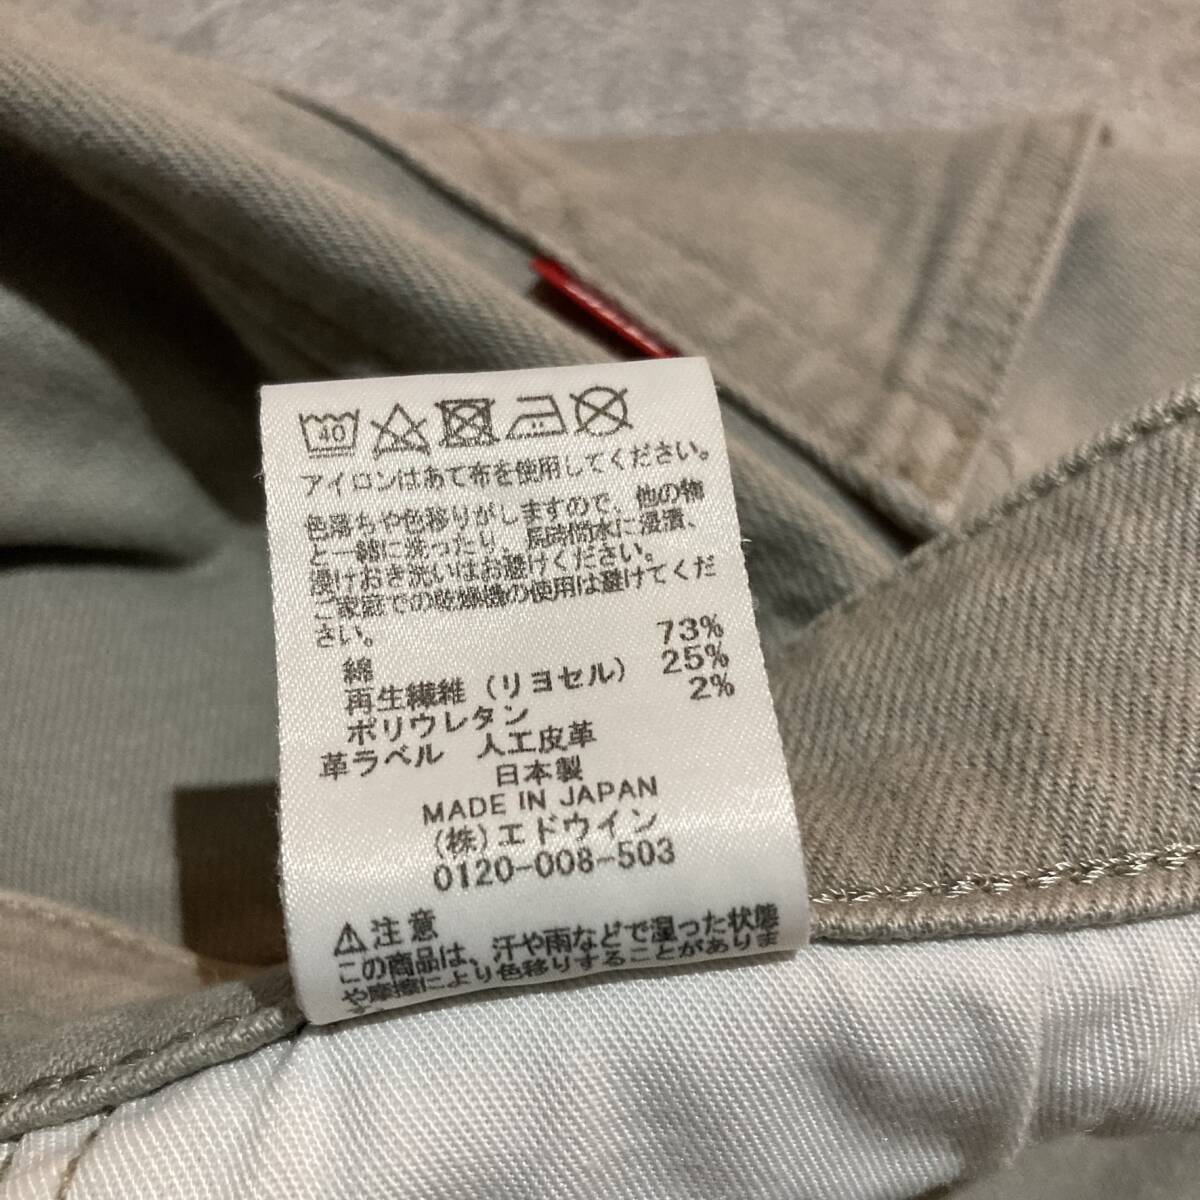 40
アイロンはあて布を使用してください。
色落ちや色移りがしますので、他の物
と一緒に洗ったり、長時間水に浸漬、
浸けおき洗いはお避けください。
ご家庭での乾燥機の使用は避けてくだ
さい。
綿 73%
再生繊維(リヨセル) 25%
ポリウレタン 2%
革ラベル 人工皮革
日本製
MADE IN JAPAN
(株)エドウイン
0120-008-503
⚠注意
この商品は、汗や雨などで湿った状態
や摩擦により色移りすることがありま